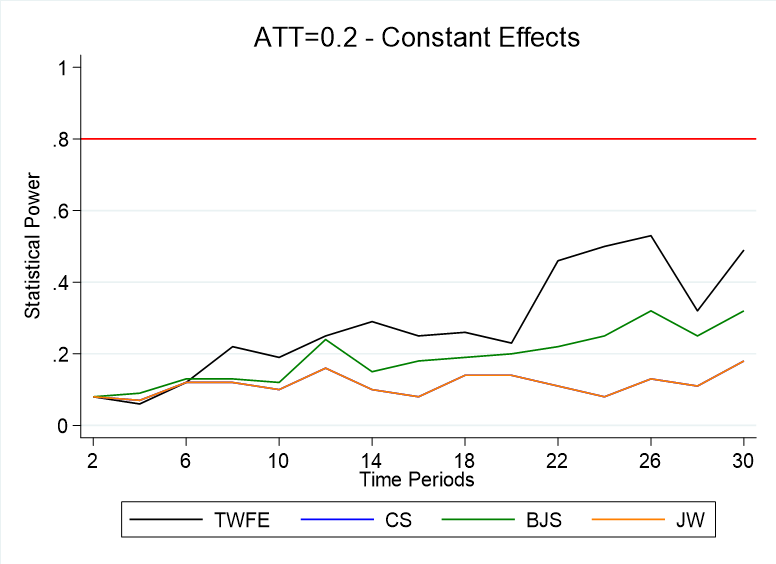 ATT=0.2 - Constant Effects
Statistical Power
1
.8
.6
.4
.2
0
2 6 10 14 18 22 26 30
Time Periods
TWFE CS BJS JW